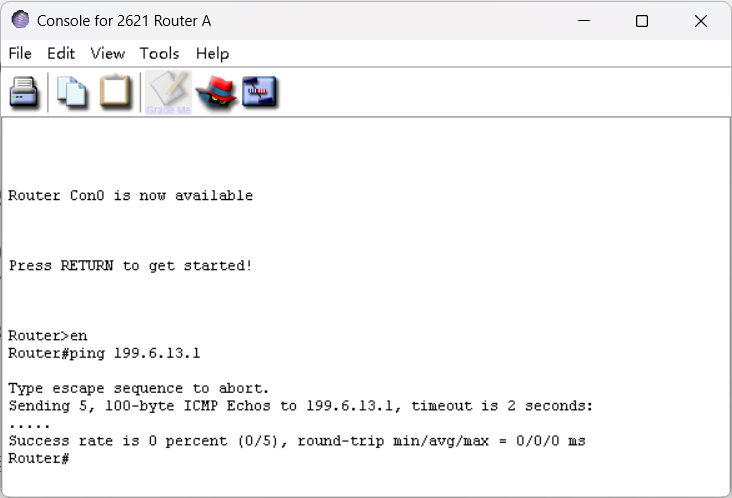 Console for 2621 Router A
File Edit View Tools Help
Grade Me
Router Con0 is now available
Press RETURN to get started!
Router>en
Router#ping 199.6.13.1
Type escape sequence to abort.
Sending 5, 100-byte ICMP Echos to 199.6.13.1, timeout is 2 seconds:
.....
Success rate is 0 percent (0/5), round-trip min/avg/max = 0/0/0 ms
Router#